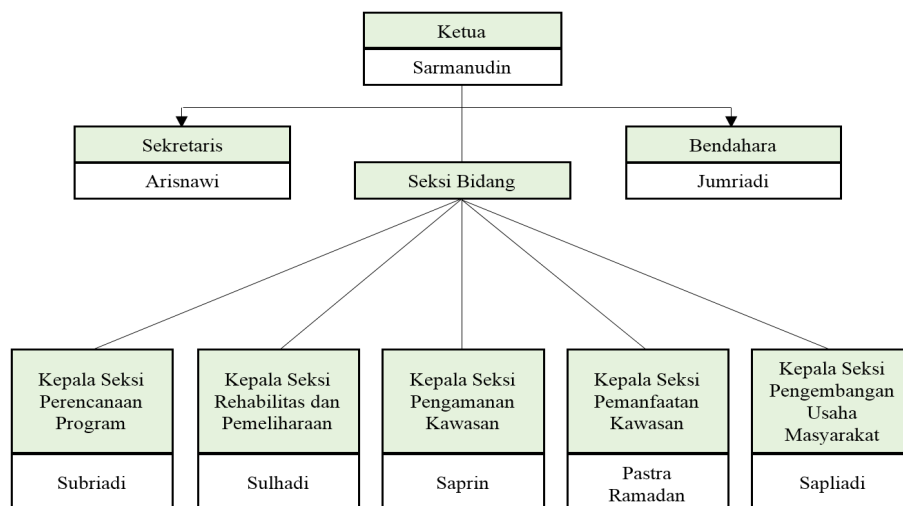 Ketua
Sarmanudin
Sekretaris
Arisnawi
Bendahara
Jumriadi
Seksi Bidang
Kepala Seksi
Perencanaan
Program
Subriadi
Kepala Seksi
Rehabilitas dan
Pemeliharaan
Sulhadi
Kepala Seksi
Pengamanan
Kawasan
Saprin
Kepala Seksi
Pemanfaatan
Kawasan
Pastra
Ramadan
Kepala Seksi
Pengembangan
Usaha
Masyarakat
Sapliadi